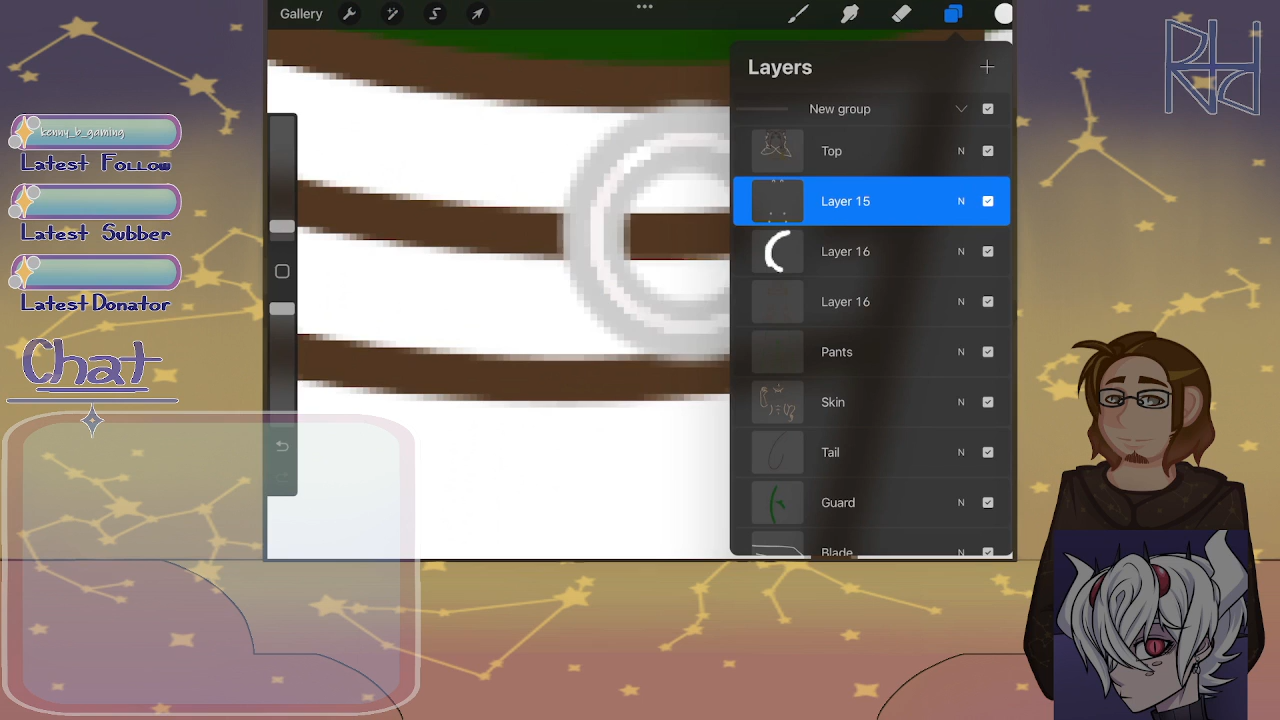 Gallery
Layers
New group
Top
N
Layer 15
N
Layer 16
N
Layer 16
N
Pants
N
Skin
N
Tail
N
Guard
N
Blade
N
kenny_b_gaming
Latest Follow
Latest Subber
Latest Donator
Chat